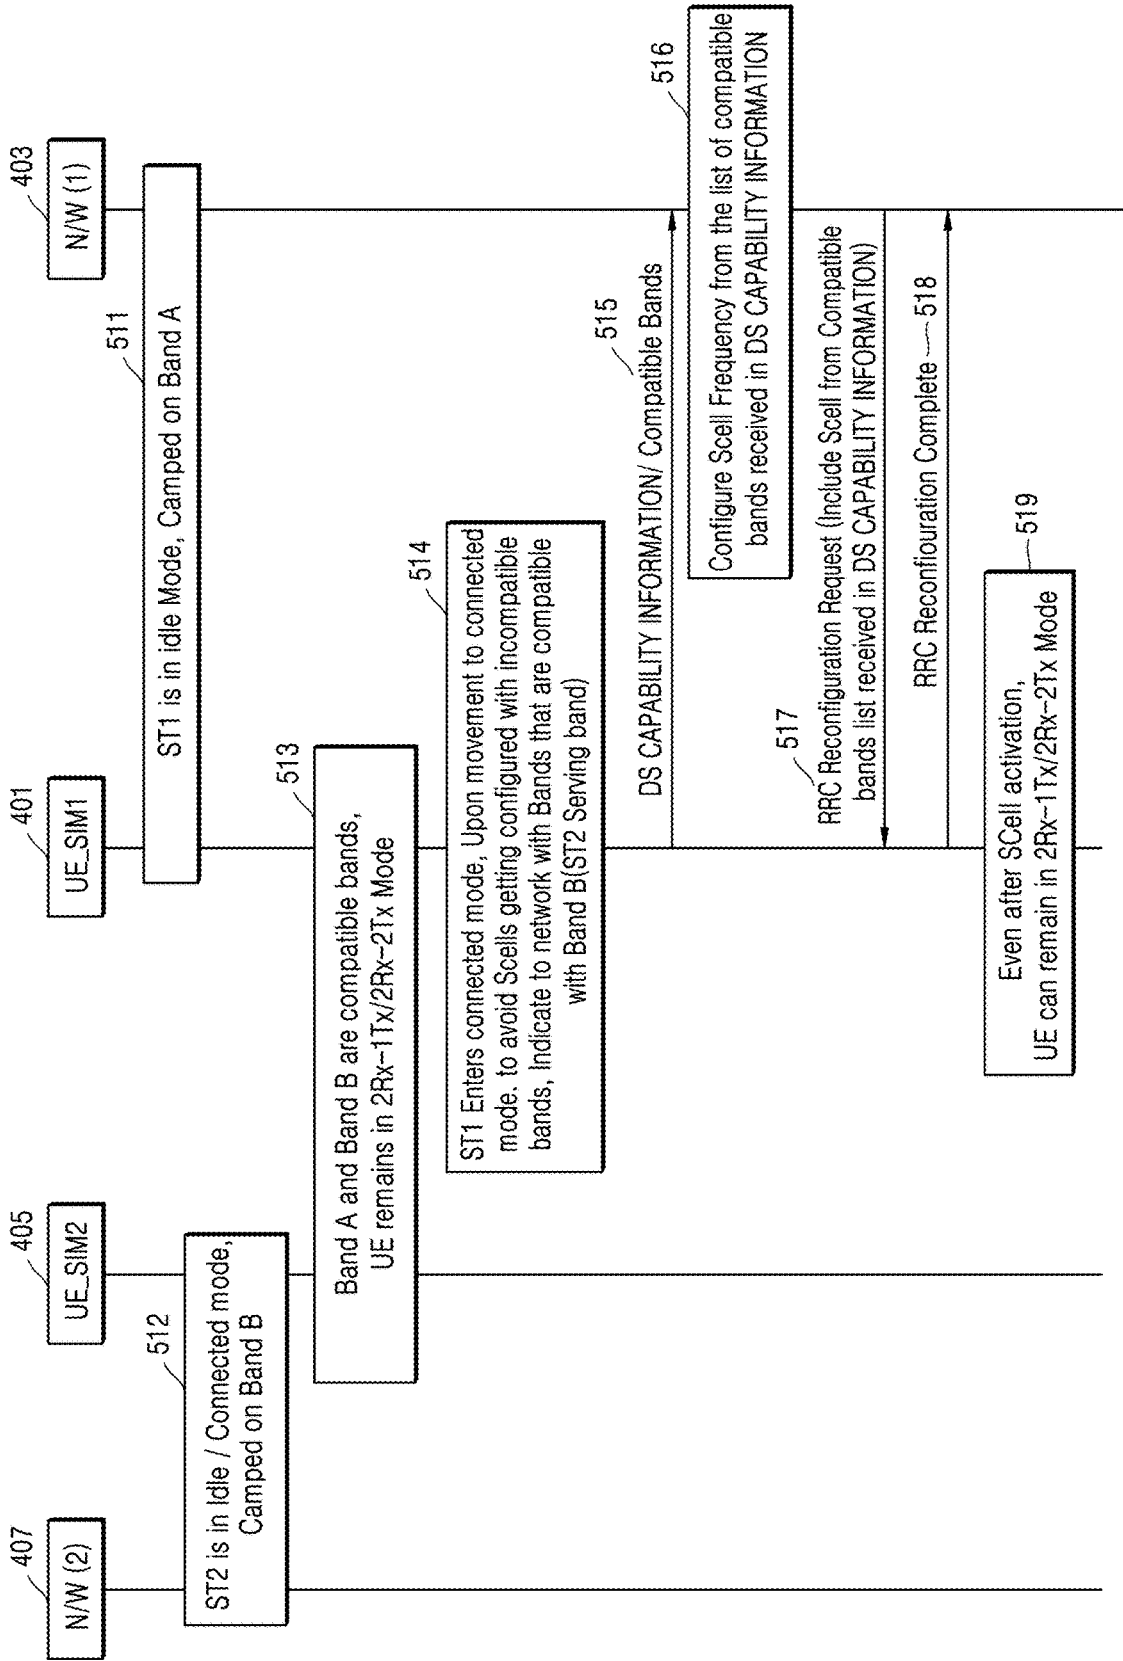 407
N/W (2)
405
UE_SIM2
401
UE_SIM1
403
N/W (1)
511
ST1 is in idle Mode, Camped on Band A
512
ST2 is in Idle / Connected mode,
Camped on Band B
513
Band A and Band B are compatible bands,
UE remains in 2Rx-1Tx/2Rx-2Tx Mode
514
ST1 Enters connected mode, Upon movement to connected
mode. to avoid Scells getting configured with incompatible
bands, Indicate to network with Bands that are compatible
with Band B(ST2 Serving band)
DS CAPABILITY INFORMATION/ Compatible Bands
515
516
Configure Scell Frequency from the list of compatible
bands received in DS CAPABILITY INFORMATION
517
RRC Reconfiguration Request (Include Scell from Compatible
bands list received in DS CAPABILITY INFORMATION)
RRC Reconfiouration Complete 518
519
Even after SCell activation,
UE can remain in 2Rx-1Tx/2Rx-2Tx Mode